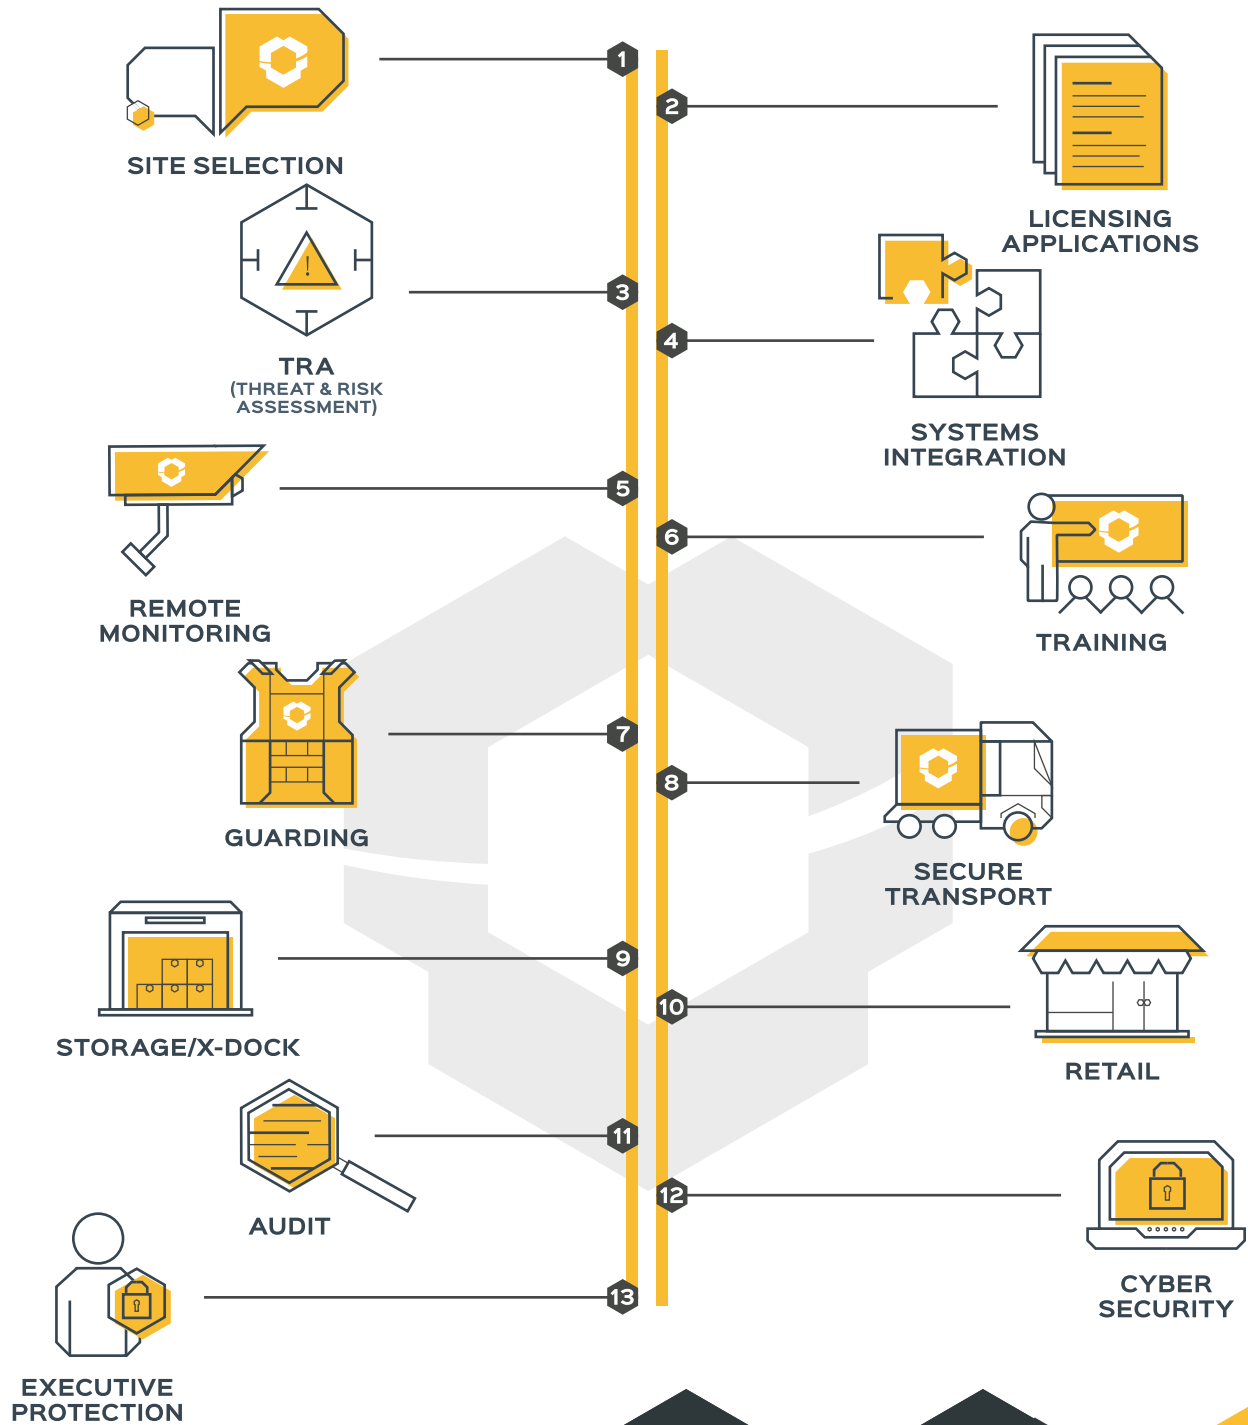 1
SITE SELECTION
2
LICENSING
APPLICATIONS
!
3
TRA
(THREAT & RISK
ASSESSMENT)
4
SYSTEMS
INTEGRATION
5
REMOTE
MONITORING
6
TRAINING
7
GUARDING
8
SECURE
TRANSPORT
9
STORAGE/X-DOCK
10
RETAIL
11
AUDIT
12
CYBER
SECURITY
13
EXECUTIVE
PROTECTION